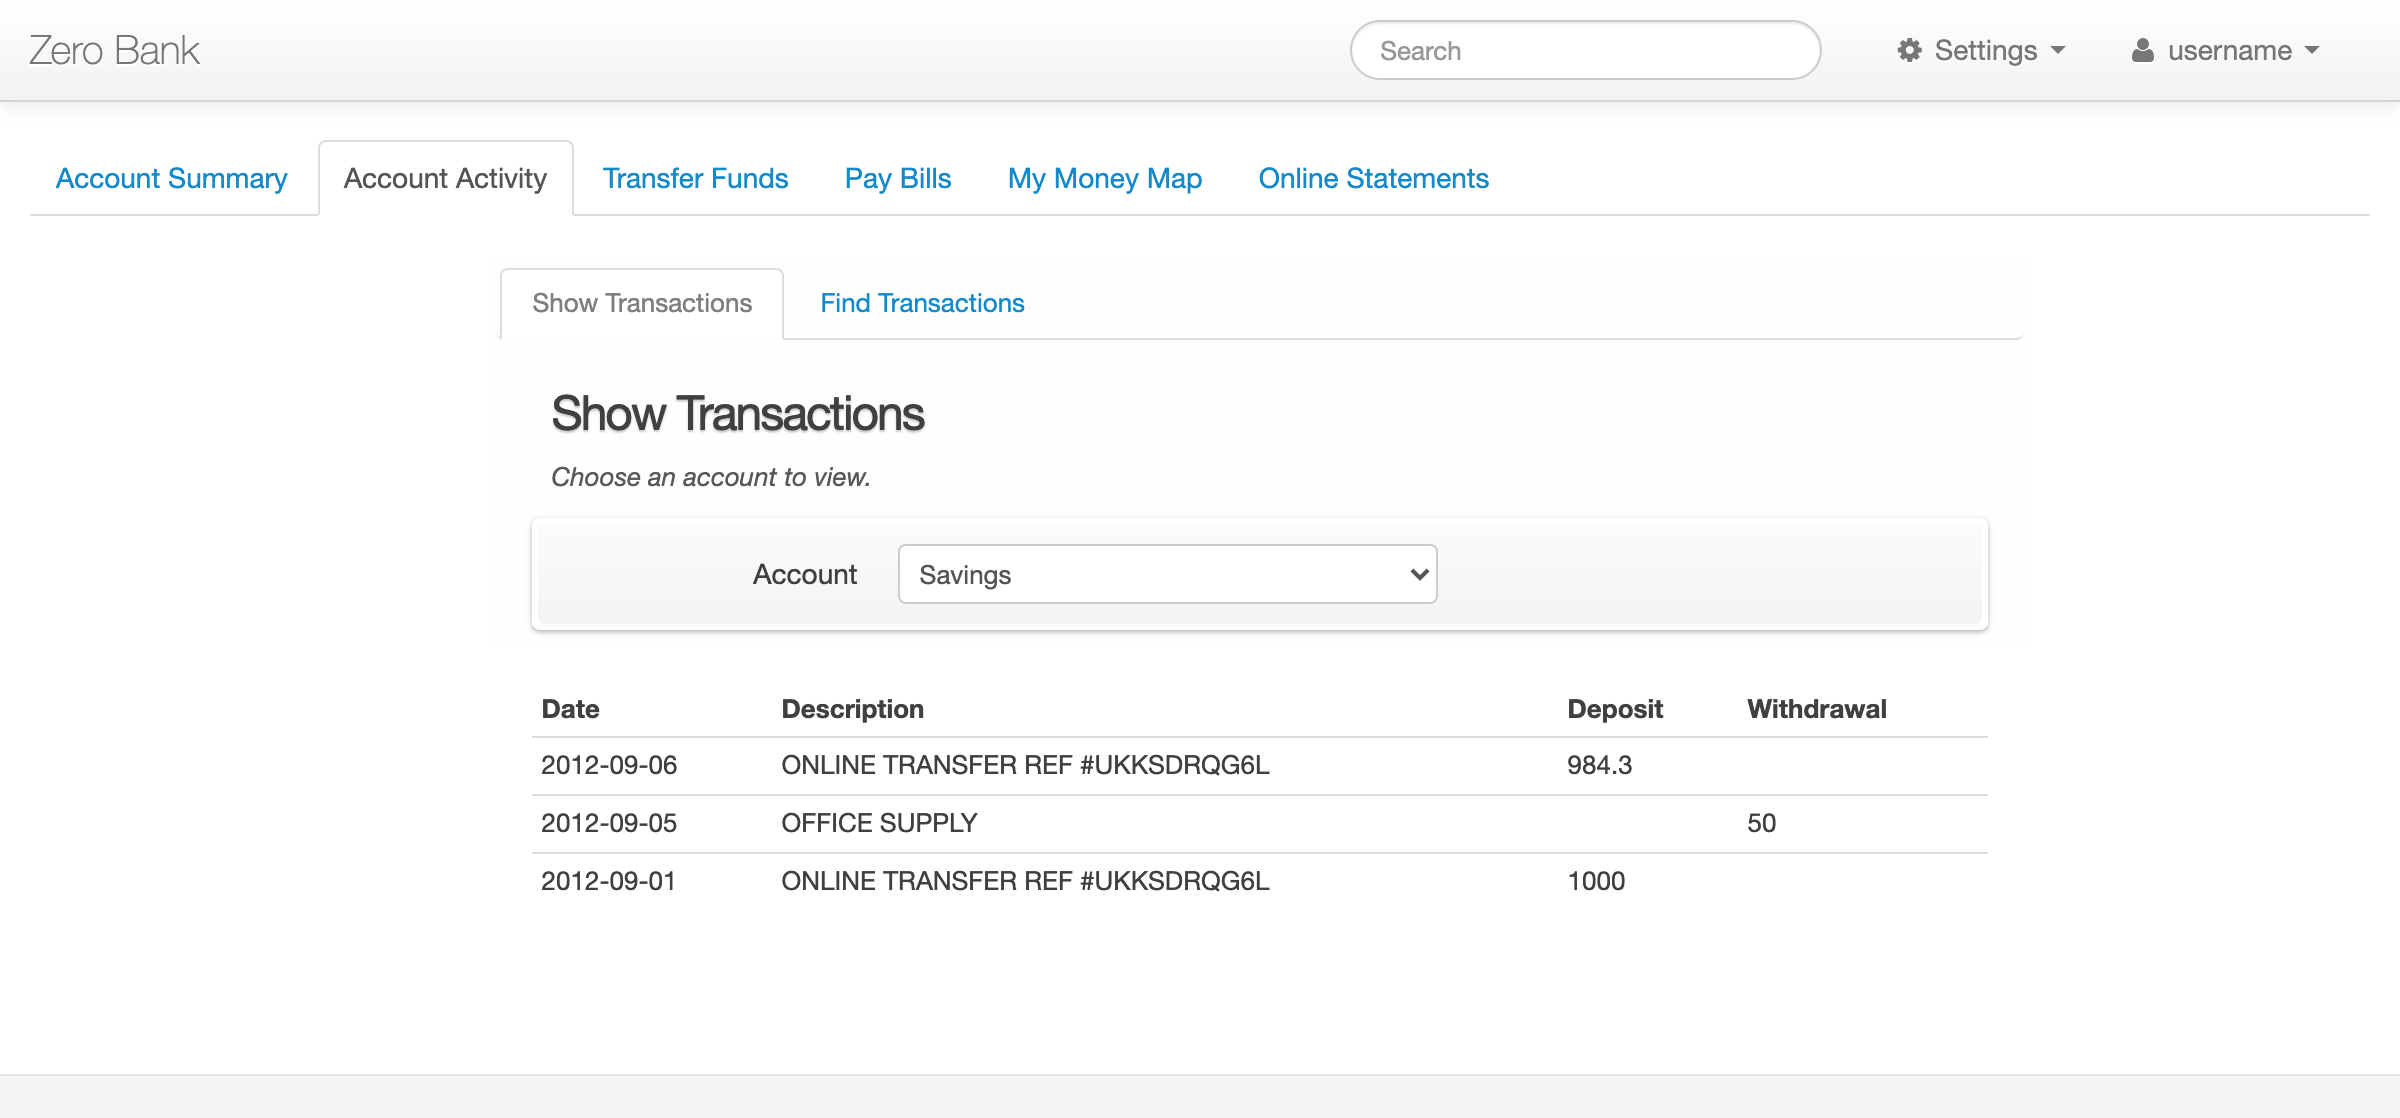 Zero Bank Search Settings username
Account Summary Account Activity Transfer Funds Pay Bills My Money Map Online Statements
Show Transactions Find Transactions
Show Transactions
Choose an account to view.
Account Savings
Date Description Deposit Withdrawal
2012-09-06 ONLINE TRANSFER REF #UKKSDRQG6L 984.3
2012-09-05 OFFICE SUPPLY 50
2012-09-01 ONLINE TRANSFER REF #UKKSDRQG6L 1000